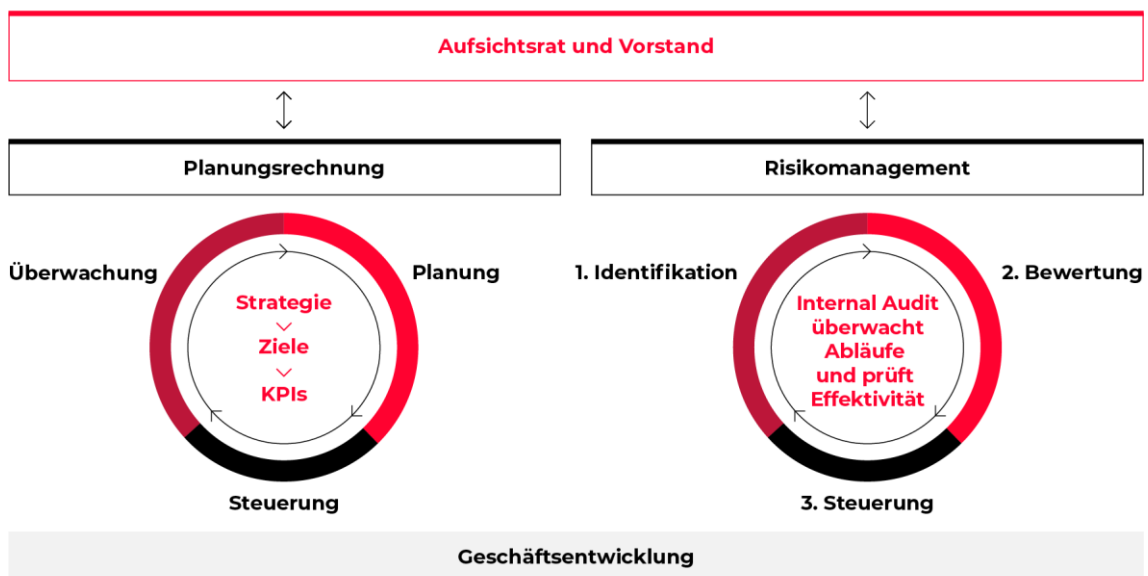 Aufsichtsrat und Vorstand
Planungsrechnung
Risikomanagement
Überwachung
Planung
Strategie
Ziele
KPIs
Steuerung
1. Identifikation
2. Bewertung
Internal Audit
überwacht
Abläufe
und prüft
Effektivität
3. Steuerung
Geschäftsentwicklung